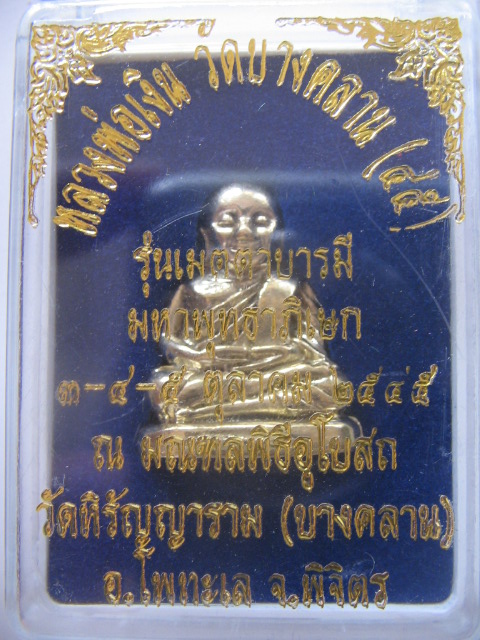 หลวงพ่อเงิน วัดบางคลาน (๔๕)
รุ่นเมตตาบารมี
มหาพุทธาภิเษก
๓-๔-๕ ตุลาคม ๒๕๔๕
ณ มณฑลพิธีอุโบสถ
วัดหิรัญญาราม (บางคลาน)
อ.โพทะเล จ.พิจิตร